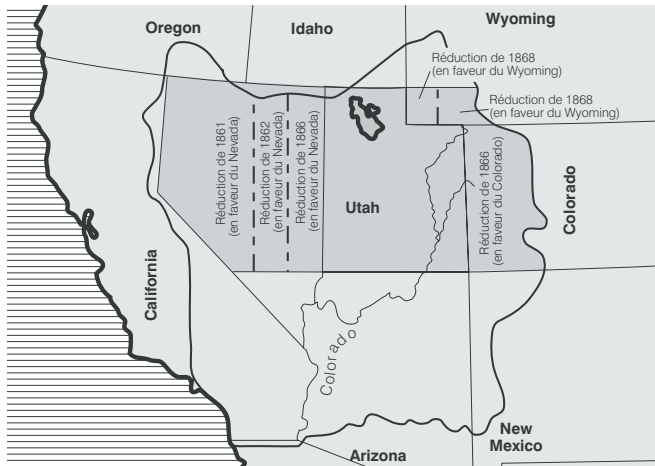 Oregon
Idaho
Wyoming
Réduction de 1868
(en faveur du Wyoming)
Réduction de 1868
(en faveur du Wyoming)
Réduction de 1861
(en faveur du Nevada)
Réduction de 1862
(en faveur du Nevada)
Réduction de 1866
(en faveur du Nevada)
Utah
Réduction de 1866
(en faveur du Colorado)
Colorado
California
Colorado
New
Mexico
Arizona